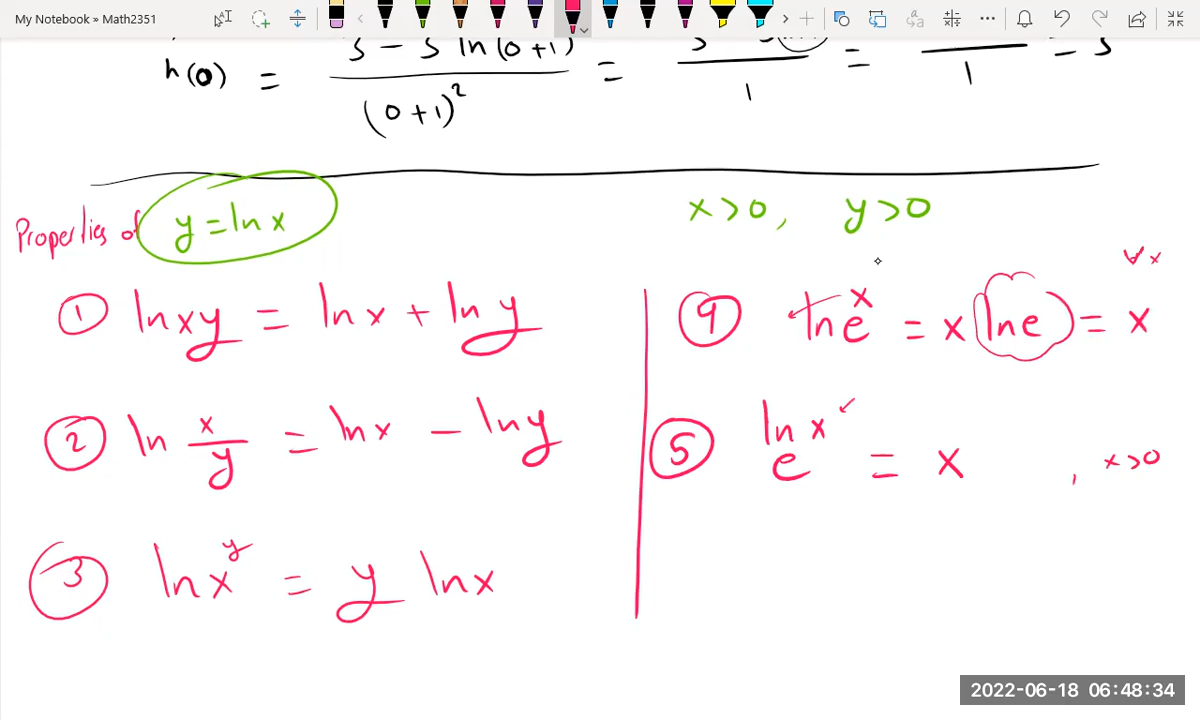 My Notebook » Math2351
h(0) = 5 - 5 ln(0+1) / (0+1)² = / 1 = / 1 = 5
Properties of y = ln x
x > 0, y > 0
① ln xy = ln x + ln y
② ln x/y = ln x - ln y
③ ln x^y = y ln x
④ ln e^x = x (ln e) = x ∀x
⑤ e^(ln x) = x , x > 0
2022-06-18 06:48:34